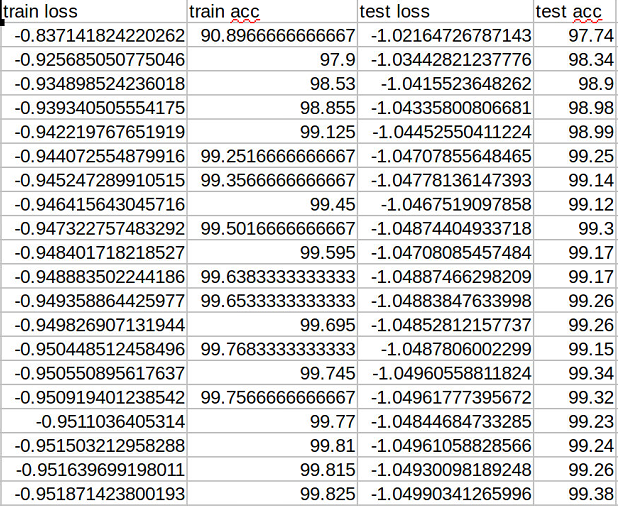 train loss train acc test loss test acc
-0.837141824220262 90.8966666666667 -1.02164726787143 97.74
-0.925685050775046 97.9 -1.03442821237776 98.34
-0.934898524236018 98.53 -1.0415523648262 98.9
-0.939340505554175 98.855 -1.04335800806681 98.98
-0.942219767651919 99.125 -1.04452550411224 98.99
-0.944072554879916 99.2516666666667 -1.04707855648465 99.25
-0.945247289910515 99.3566666666667 -1.04778136147393 99.14
-0.946415643045716 99.45 -1.0467519097858 99.12
-0.947322757483292 99.5016666666667 -1.04874404933718 99.3
-0.948401718218527 99.595 -1.04708085457484 99.17
-0.948883502244186 99.6383333333333 -1.04887466298209 99.17
-0.949358864425977 99.6533333333333 -1.04883847633998 99.26
-0.949826907131944 99.695 -1.04852812157737 99.26
-0.950448512458496 99.7683333333333 -1.0487806002299 99.15
-0.950550895617637 99.745 -1.04960558811824 99.34
-0.950919401238542 99.7566666666667 -1.04961777395672 99.32
-0.9511036405314 99.77 -1.04844684733285 99.23
-0.951503212958288 99.81 -1.04961058828566 99.24
-0.951639699198011 99.815 -1.04930098189248 99.26
-0.951871423800193 99.825 -1.04990341265996 99.38